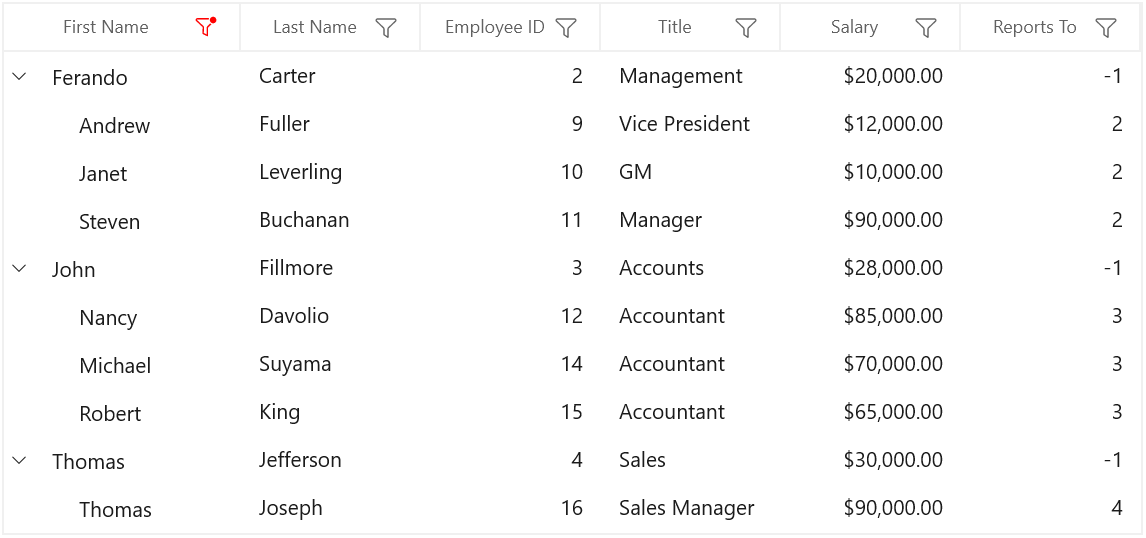 First Name Last Name Employee ID Title Salary Reports To
Ferando Carter 2 Management $20,000.00 -1
Andrew Fuller 9 Vice President $12,000.00 2
Janet Leverling 10 GM $10,000.00 2
Steven Buchanan 11 Manager $90,000.00 2
John Fillmore 3 Accounts $28,000.00 -1
Nancy Davolio 12 Accountant $85,000.00 3
Michael Suyama 14 Accountant $70,000.00 3
Robert King 15 Accountant $65,000.00 3
Thomas Jefferson 4 Sales $30,000.00 -1
Thomas Joseph 16 Sales Manager $90,000.00 4